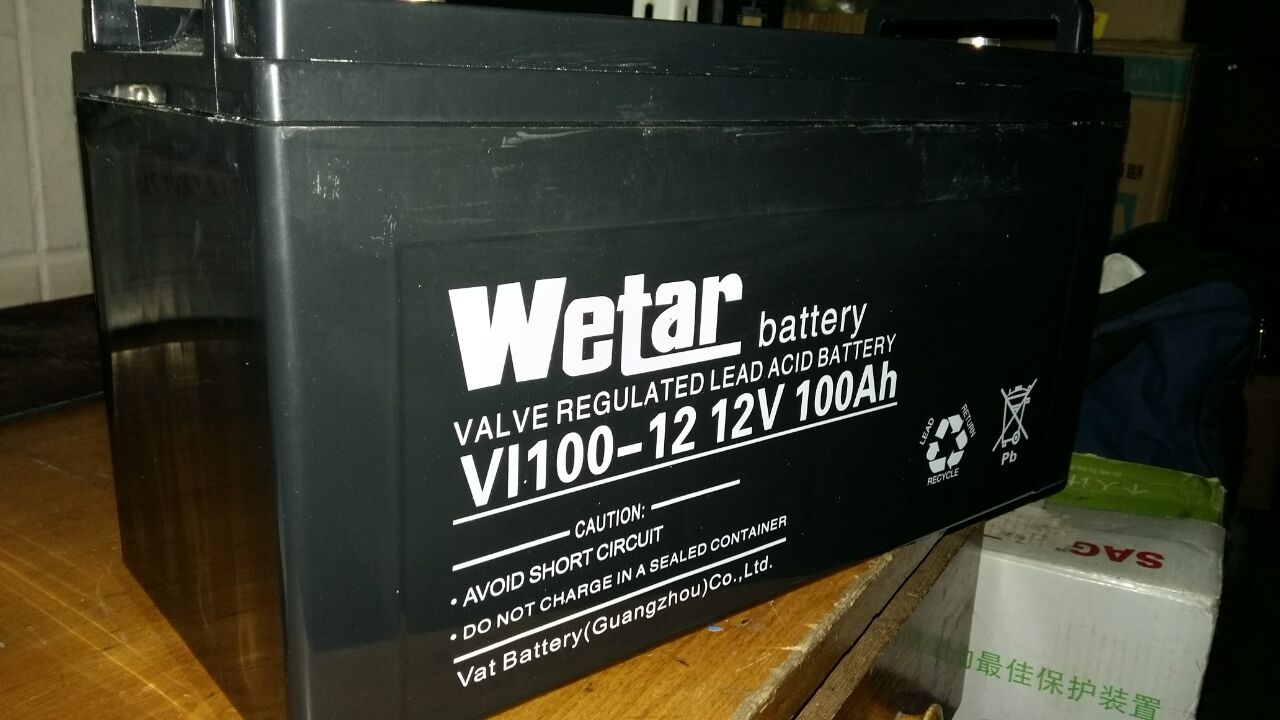 Wetar battery
VALVE REGULATED LEAD ACID BATTERY
VI100-12 12V 100Ah
CAUTION:
• AVOID SHORT CIRCUIT
• DO NOT CHARGE IN A SEALED CONTAINER
Vat Battery(Guangzhou)Co.,Ltd.
LEAD
RETURN
RECYCLE
Pb
SAG
最佳保护装置